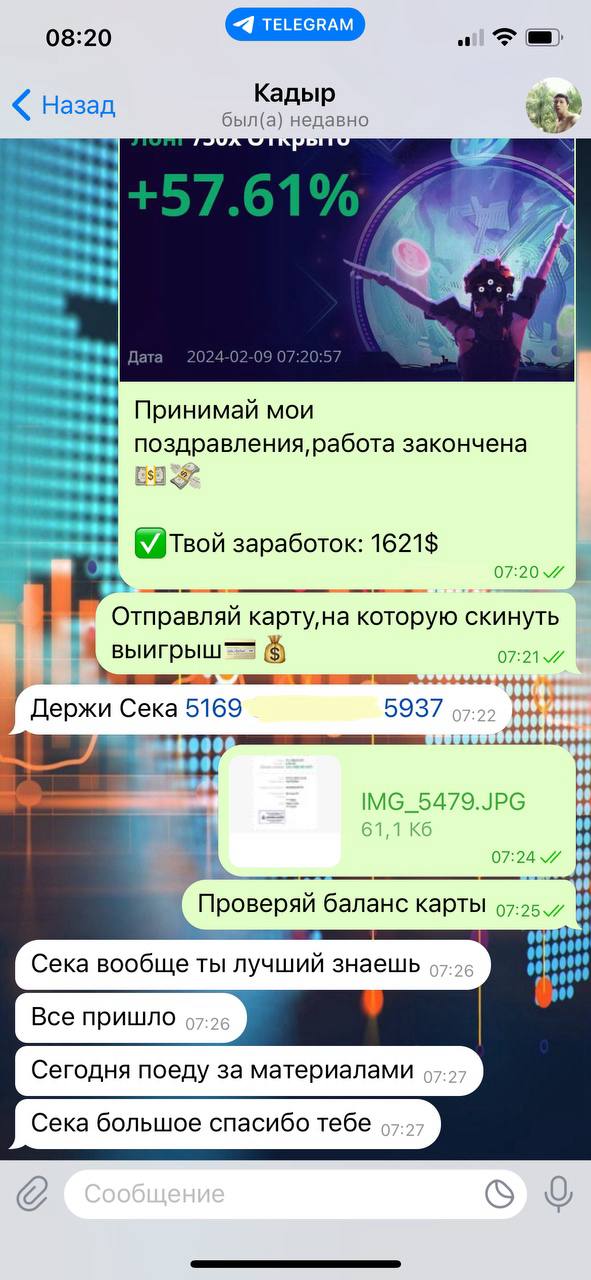 08:20
TELEGRAM
Назад
Кадыр
был(а) недавно
Лонг 750x Открыто
+57.61%
Дата 2024-02-09 07:20:57
Принимай мои
поздравления,работа закончена
Твой заработок: 1621$
07:20
Отправляй карту,на которую скинуть
выигрыш
07:21
Держи Сека 5169 5937 07:22
IMG_5479.JPG
61,1 Кб
07:24
Проверяй баланс карты 07:25
Сека вообще ты лучший знаешь 07:26
Все пришло 07:26
Сегодня поеду за материалами 07:27
Сека большое спасибо тебе 07:27
Сообщение